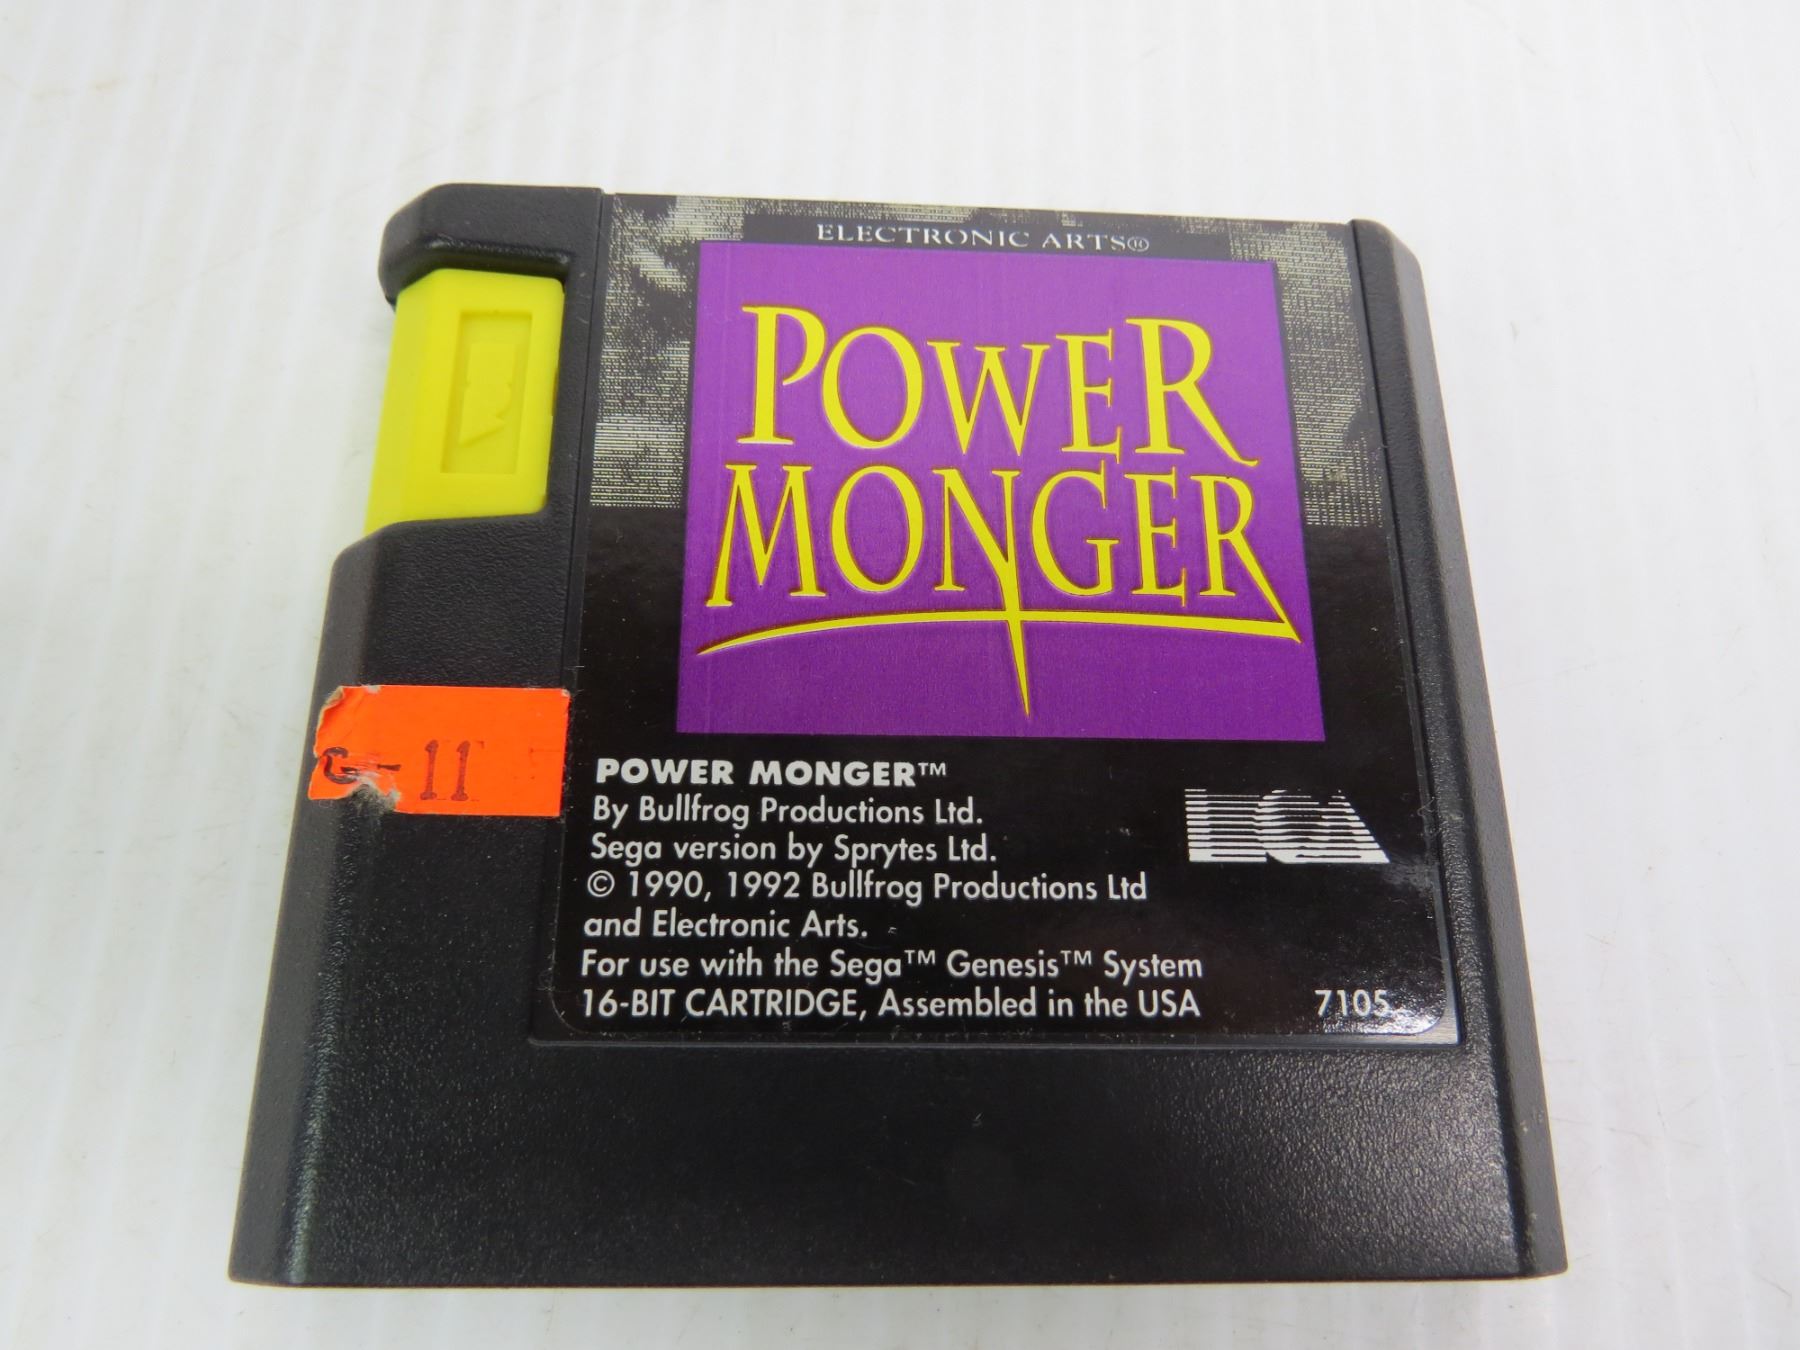 ELECTRONIC ARTS®
POWER
MONGER
G-11
POWER MONGER™
By Bullfrog Productions Ltd.
Sega version by Sprytes Ltd.
© 1990, 1992 Bullfrog Productions Ltd
and Electronic Arts.
For use with the Sega™ Genesis™ System
16-BIT CARTRIDGE, Assembled in the USA
7105
EA